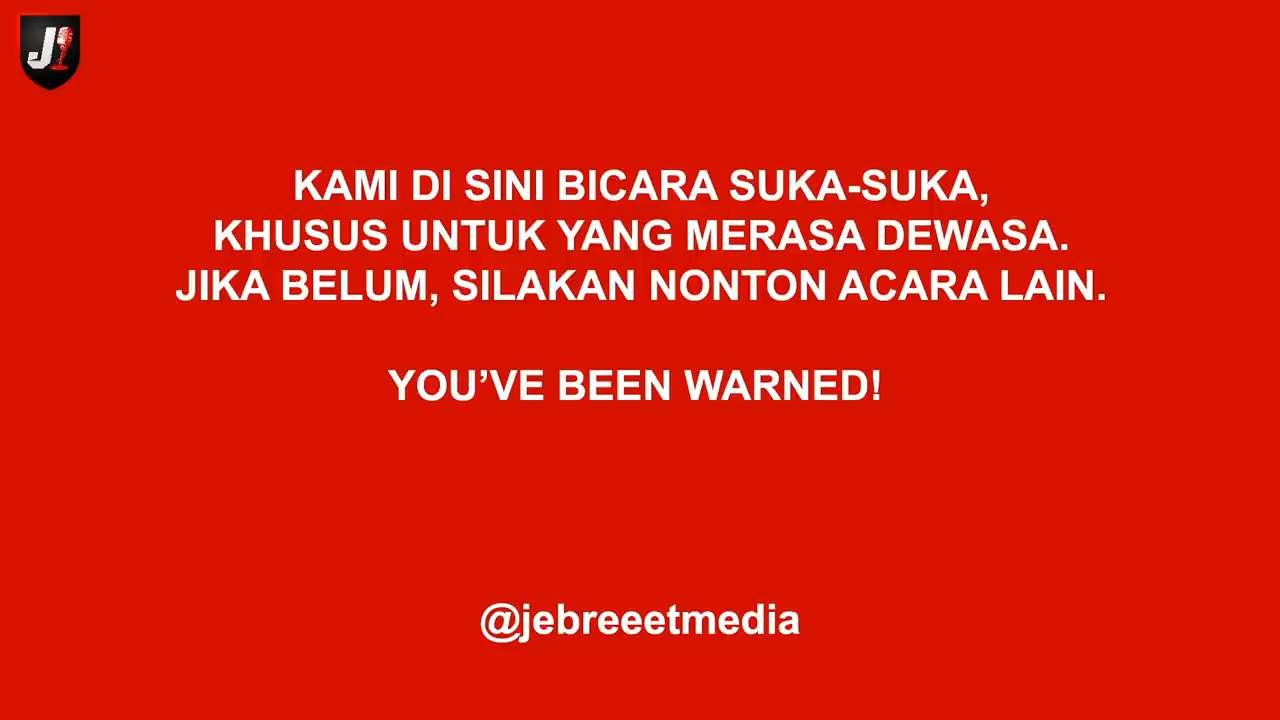 J
KAMI DI SINI BICARA SUKA-SUKA,
KHUSUS UNTUK YANG MERASA DEWASA.
JIKA BELUM, SILAKAN NONTON ACARA LAIN.
YOU’VE BEEN WARNED!
@jebreeetmedia